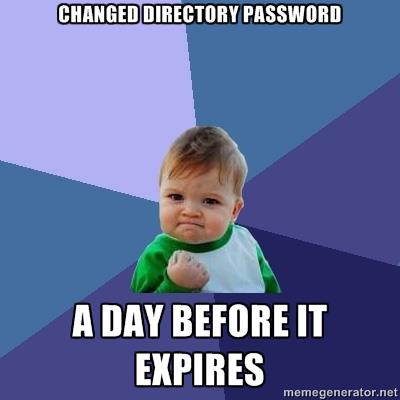 CHANGED DIRECTORY PASSWORD
A DAY BEFORE IT
EXPIRES
memegenerator.net